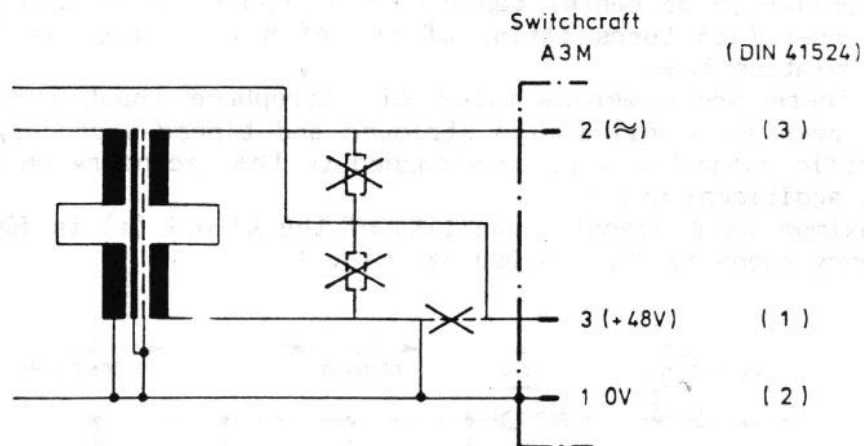 Switchcraft
A3M (DIN 41524)
2 (≈) (3)
3 (+48V) (1)
1 0V (2)